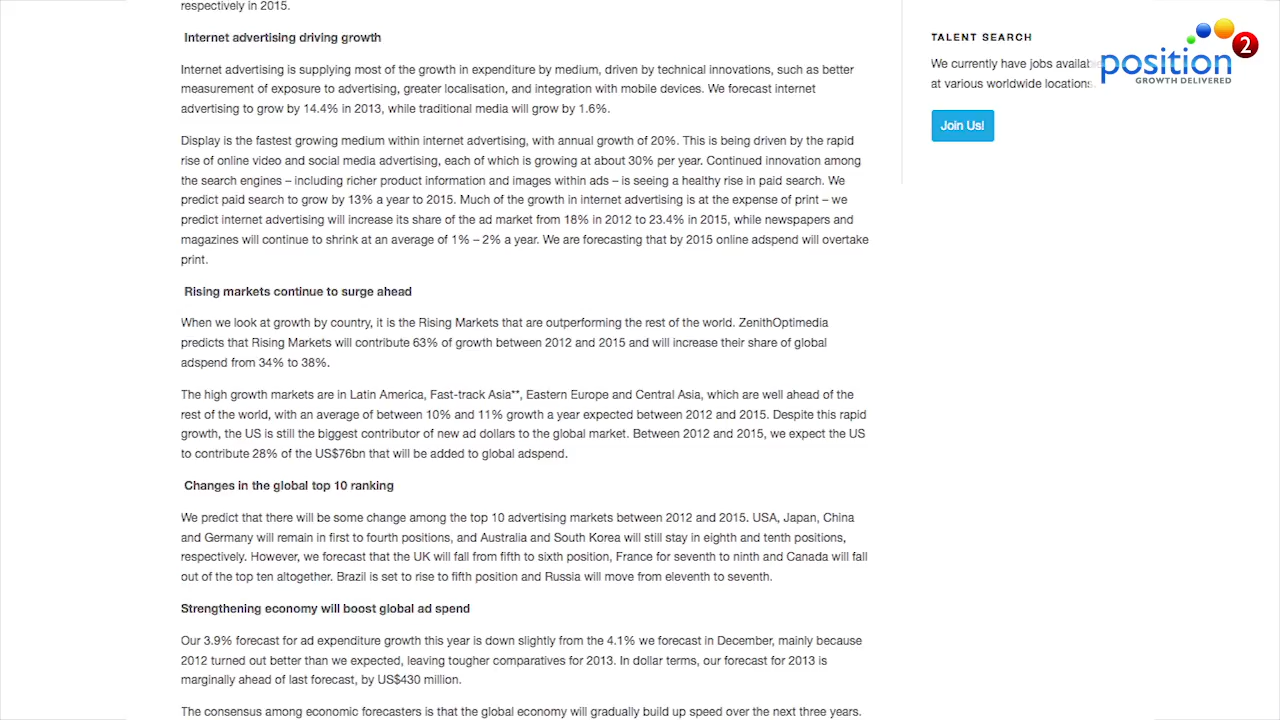 respectively in 2015.
Internet advertising driving growth
Internet advertising is supplying most of the growth in expenditure by medium, driven by technical innovations, such as better
measurement of exposure to advertising, greater localisation, and integration with mobile devices. We forecast internet
advertising to grow by 14.4% in 2013, while traditional media will grow by 1.6%.
Display is the fastest growing medium within internet advertising, with annual growth of 20%. This is being driven by the rapid
rise of online video and social media advertising, each of which is growing at about 30% per year. Continued innovation among
the search engines – including richer product information and images within ads – is seeing a healthy rise in paid search. We
predict paid search to grow by 13% a year to 2015. Much of the growth in internet advertising is at the expense of print – we
predict internet advertising will increase its share of the ad market from 18% in 2012 to 23.4% in 2015, while newspapers and
magazines will continue to shrink at an average of 1% – 2% a year. We are forecasting that by 2015 online adspend will overtake
print.
Rising markets continue to surge ahead
When we look at growth by country, it is the Rising Markets that are outperforming the rest of the world. ZenithOptimedia
predicts that Rising Markets will contribute 63% of growth between 2012 and 2015 and will increase their share of global
adspend from 34% to 38%.
The high growth markets are in Latin America, Fast-track Asia**, Eastern Europe and Central Asia, which are well ahead of the
rest of the world, with an average of between 10% and 11% growth a year expected between 2012 and 2015. Despite this rapid
growth, the US is still the biggest contributor of new ad dollars to the global market. Between 2012 and 2015, we expect the US
to contribute 28% of the US$76bn that will be added to global adspend.
Changes in the global top 10 ranking
We predict that there will be some change among the top 10 advertising markets between 2012 and 2015. USA, Japan, China
and Germany will remain in first to fourth positions, and Australia and South Korea will still stay in eighth and tenth positions,
respectively. However, we forecast that the UK will fall from fifth to sixth position, France for seventh to ninth and Canada will fall
out of the top ten altogether. Brazil is set to rise to fifth position and Russia will move from eleventh to seventh.
Strengthening economy will boost global ad spend
Our 3.9% forecast for ad expenditure growth this year is down slightly from the 4.1% we forecast in December, mainly because
2012 turned out better than we expected, leaving tougher comparatives for 2013. In dollar terms, our forecast for 2013 is
marginally ahead of last forecast, by US$430 million.
The consensus among economic forecasters is that the global economy will gradually build up speed over the next three years.
TALENT SEARCH
We currently have jobs availab
at various worldwide locations.
Join Us!
position 2
GROWTH DELIVERED